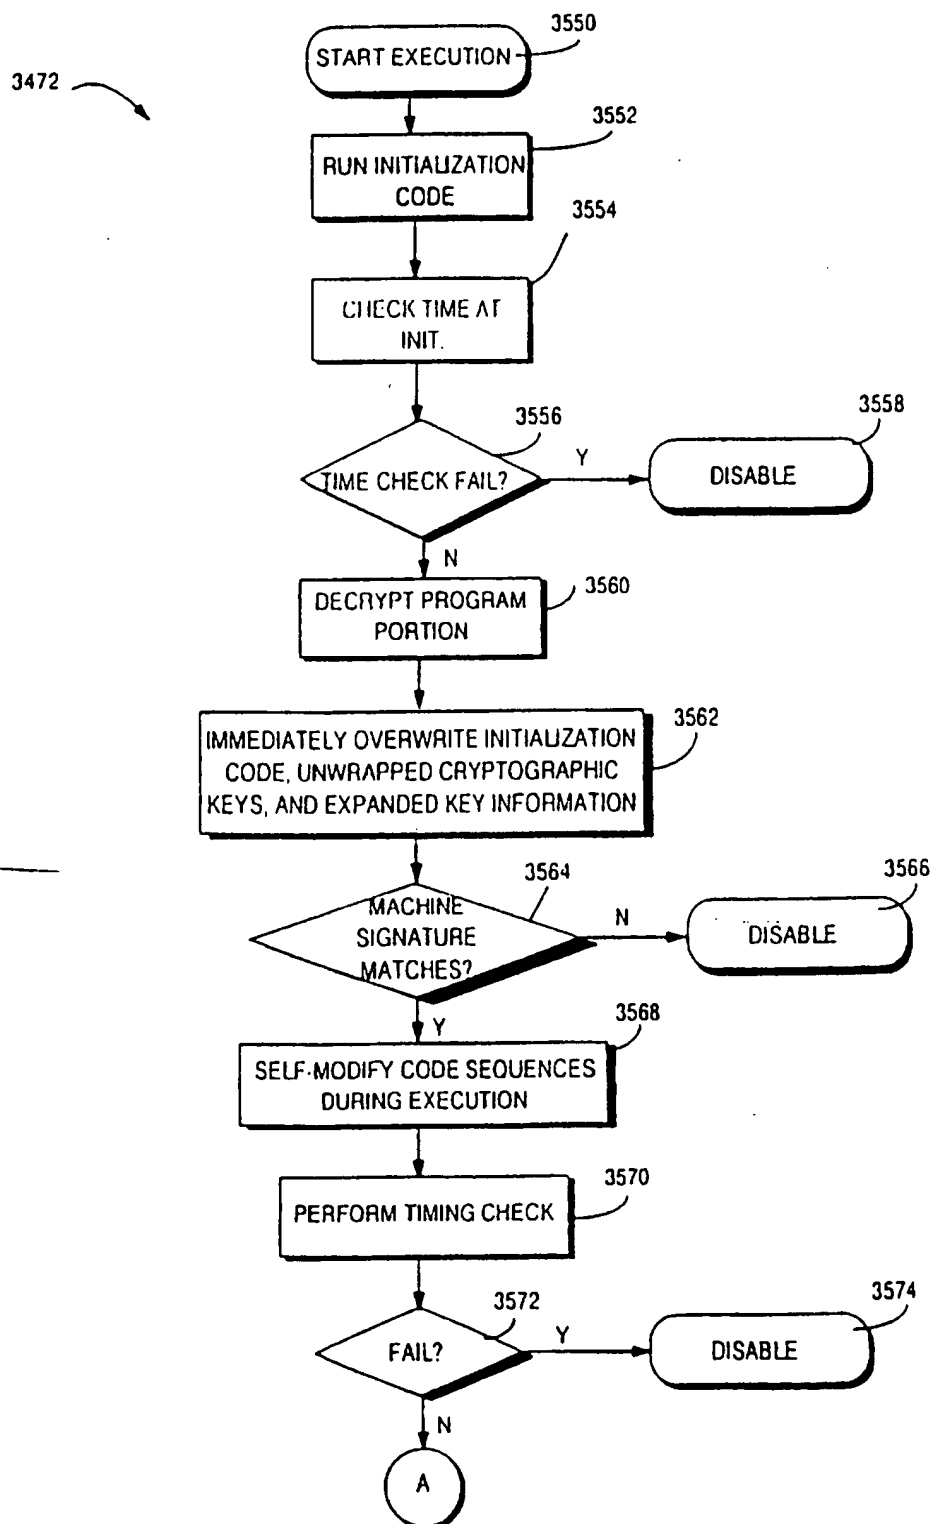 3550
START EXECUTION
3472
3552
RUN INITIALIZATION
CODE
3554
CHECK TIME AT
INIT.
3556
TIME CHECK FAIL?
Y
3558
DISABLE
N
3560
DECRYPT PROGRAM
PORTION
3562
IMMEDIATELY OVERWRITE INITIALIZATION
CODE, UNWRAPPED CRYPTOGRAPHIC
KEYS, AND EXPANDED KEY INFORMATION
3564
MACHINE
SIGNATURE
MATCHES?
N
3566
DISABLE
Y
3568
SELF-MODIFY CODE SEQUENCES
DURING EXECUTION
3570
PERFORM TIMING CHECK
3572
FAIL?
Y
3574
DISABLE
N
A